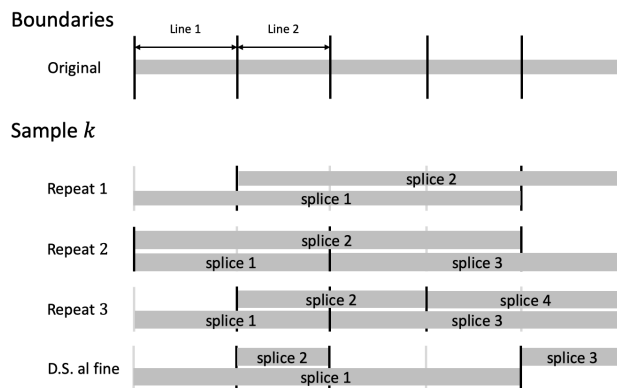 Boundaries
Line 1 Line 2
Original
Sample k
Repeat 1
splice 2
splice 1
Repeat 2
splice 2
splice 1 splice 3
Repeat 3
splice 2 splice 4
splice 1 splice 3
D.S. al fine
splice 2 splice 3
splice 1